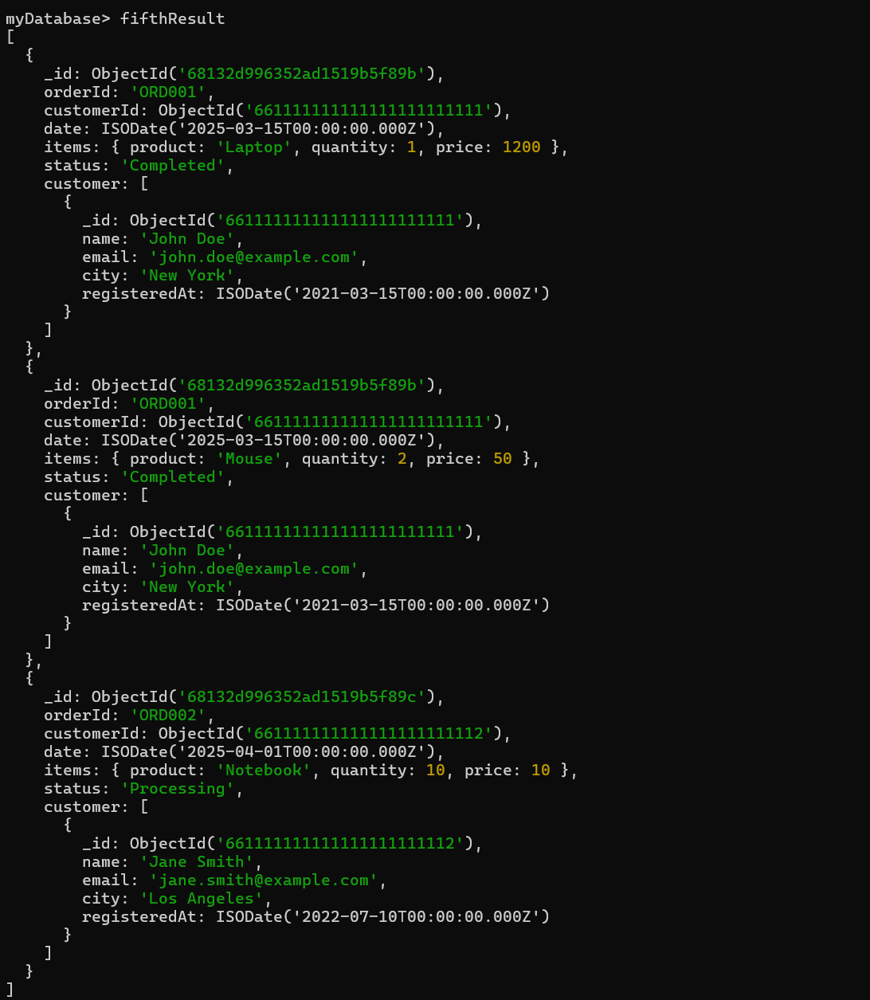 myDatabase> fifthResult
[
  {
    _id: ObjectId('68132d996352ad1519b5f89b'),
    orderId: 'ORD001',
    customerId: ObjectId('661111111111111111111111'),
    date: ISODate('2025-03-15T00:00:00.000Z'),
    items: { product: 'Laptop', quantity: 1, price: 1200 },
    status: 'Completed',
    customer: [
      {
        _id: ObjectId('661111111111111111111111'),
        name: 'John Doe',
        email: 'john.doe@example.com',
        city: 'New York',
        registeredAt: ISODate('2021-03-15T00:00:00.000Z')
      }
    ]
  },
  {
    _id: ObjectId('68132d996352ad1519b5f89b'),
    orderId: 'ORD001',
    customerId: ObjectId('661111111111111111111111'),
    date: ISODate('2025-03-15T00:00:00.000Z'),
    items: { product: 'Mouse', quantity: 2, price: 50 },
    status: 'Completed',
    customer: [
      {
        _id: ObjectId('661111111111111111111111'),
        name: 'John Doe',
        email: 'john.doe@example.com',
        city: 'New York',
        registeredAt: ISODate('2021-03-15T00:00:00.000Z')
      }
    ]
  },
  {
    _id: ObjectId('68132d996352ad1519b5f89c'),
    orderId: 'ORD002',
    customerId: ObjectId('661111111111111111111112'),
    date: ISODate('2025-04-01T00:00:00.000Z'),
    items: { product: 'Notebook', quantity: 10, price: 10 },
    status: 'Processing',
    customer: [
      {
        _id: ObjectId('661111111111111111111112'),
        name: 'Jane Smith',
        email: 'jane.smith@example.com',
        city: 'Los Angeles',
        registeredAt: ISODate('2022-07-10T00:00:00.000Z')
      }
    ]
  }
]